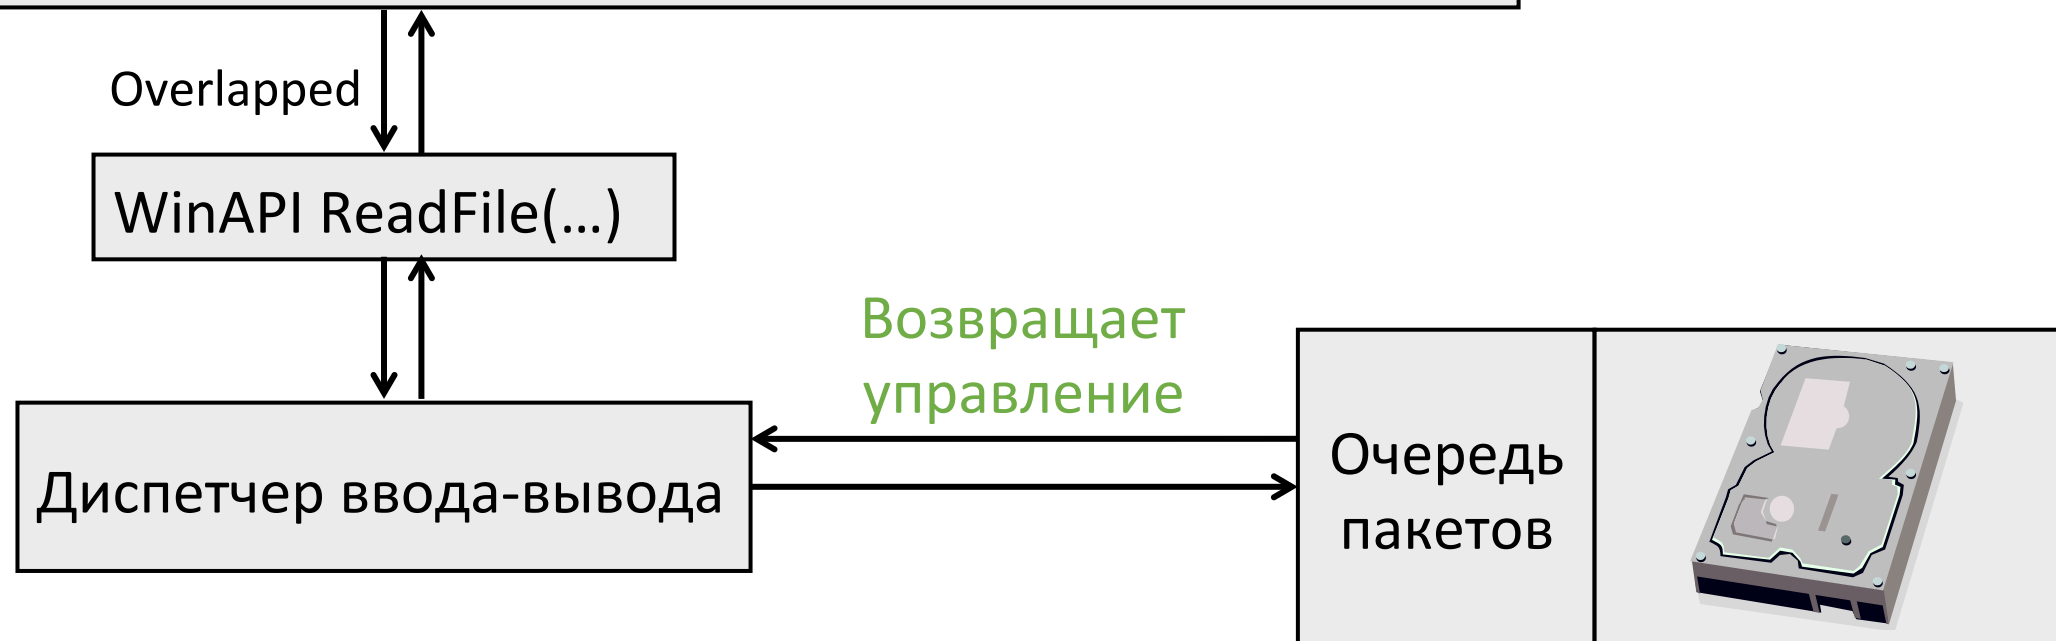 Overlapped
WinAPI ReadFile(...)
Возвращает
управление
Диспетчер ввода-вывода
Очередь
пакетов